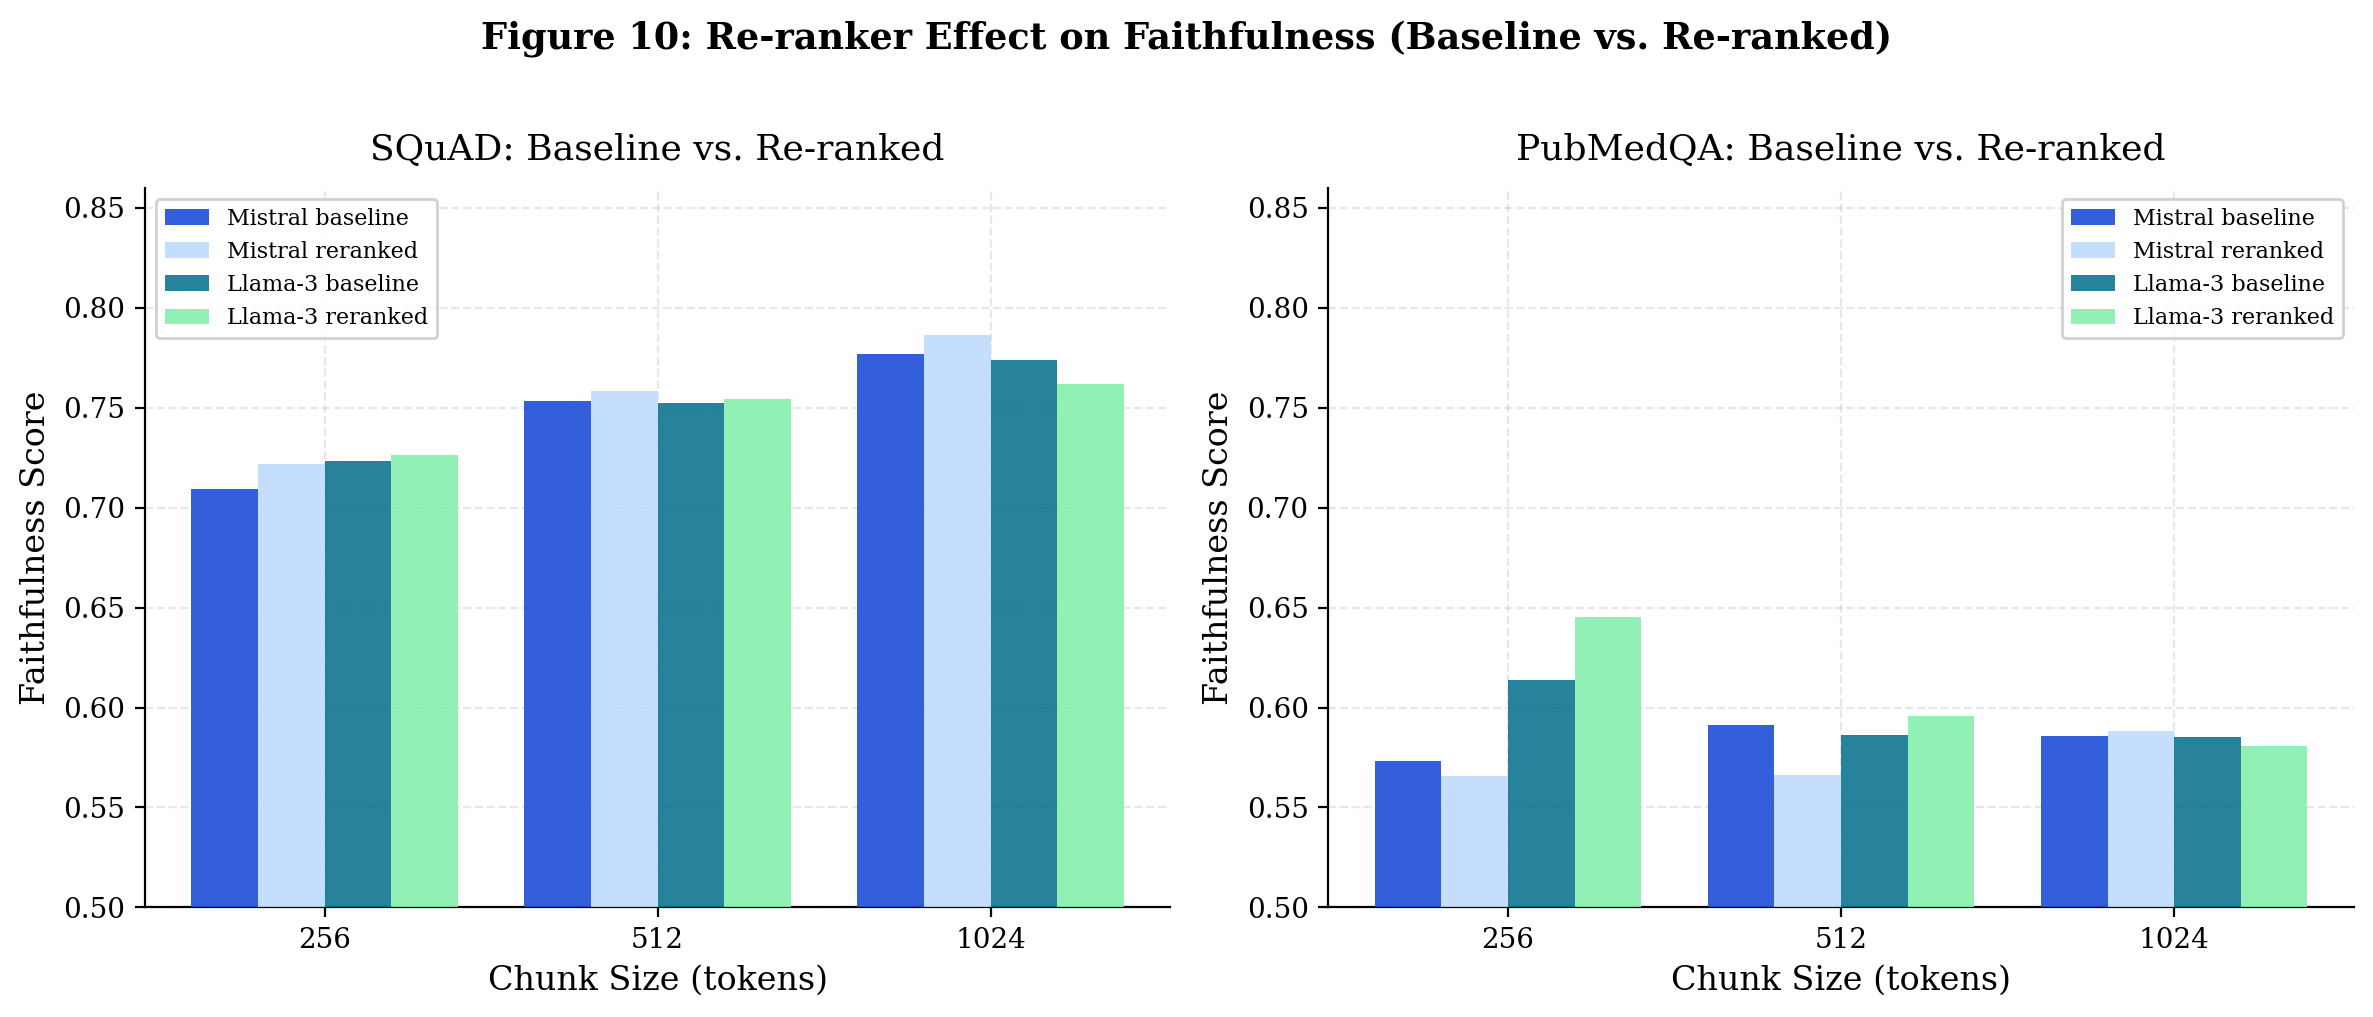 Figure 10: Re-ranker Effect on Faithfulness (Baseline vs. Re-ranked)
SQuAD: Baseline vs. Re-ranked
Mistral baseline
Mistral reranked
Llama-3 baseline
Llama-3 reranked
Faithfulness Score
0.85
0.80
0.75
0.70
0.65
0.60
0.55
0.50
256
512
1024
Chunk Size (tokens)
PubMedQA: Baseline vs. Re-ranked
Mistral baseline
Mistral reranked
Llama-3 baseline
Llama-3 reranked
Faithfulness Score
0.85
0.80
0.75
0.70
0.65
0.60
0.55
0.50
256
512
1024
Chunk Size (tokens)